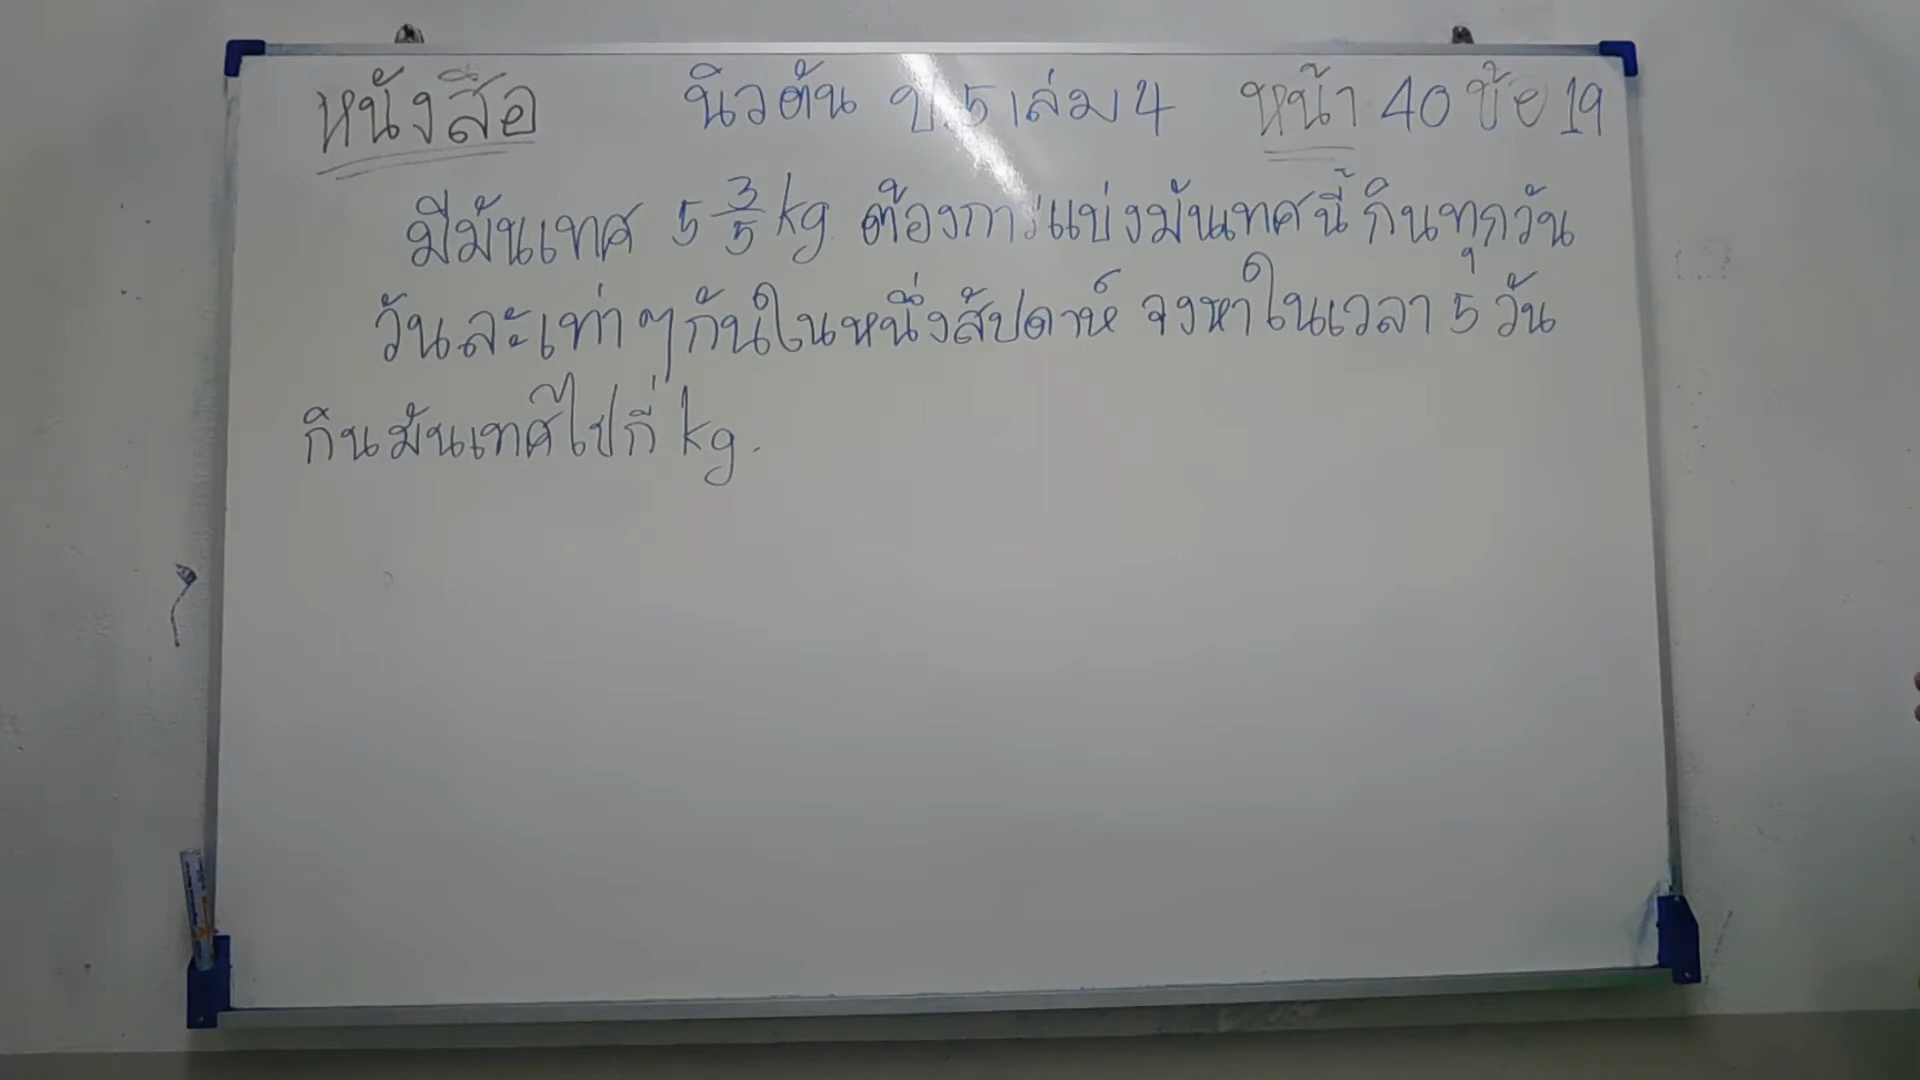 หนังสือ นิวตัน ป.5 เล่ม 4 หน้า 40 ข้อ 19
มีมันเทศ 5 3/5 kg ต้องการแบ่งมันเทศนี้ กินทุกวัน
วันละเท่าๆกันในหนึ่งสัปดาห์ จงหาในเวลา 5 วัน
กินมันเทศไปกี่ kg.